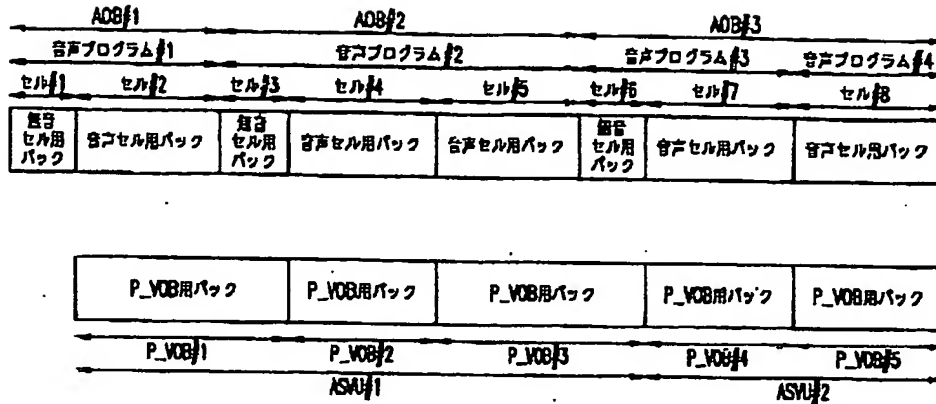 AOB#1 AOB#2 AOB#3
音声プログラム#1 音声プログラム#2 音声プログラム#3 音声プログラム#4
セル#1 セル#2 セル#3 セル#4 セル#5 セル#6 セル#7 セル#8
無音
セル用
パック
音声セル用パック
無音
セル用
パック
音声セル用パック
音声セル用パック
無音
セル用
パック
音声セル用パック
音声セル用パック
P_VOB用パック P_VOB用パック P_VOB用パック P_VOB用パック P_VOB用パック
P_VOB#1 P_VOB#2 P_VOB#3 P_VOB#4 P_VOB#5
ASVU#1 ASVU#2